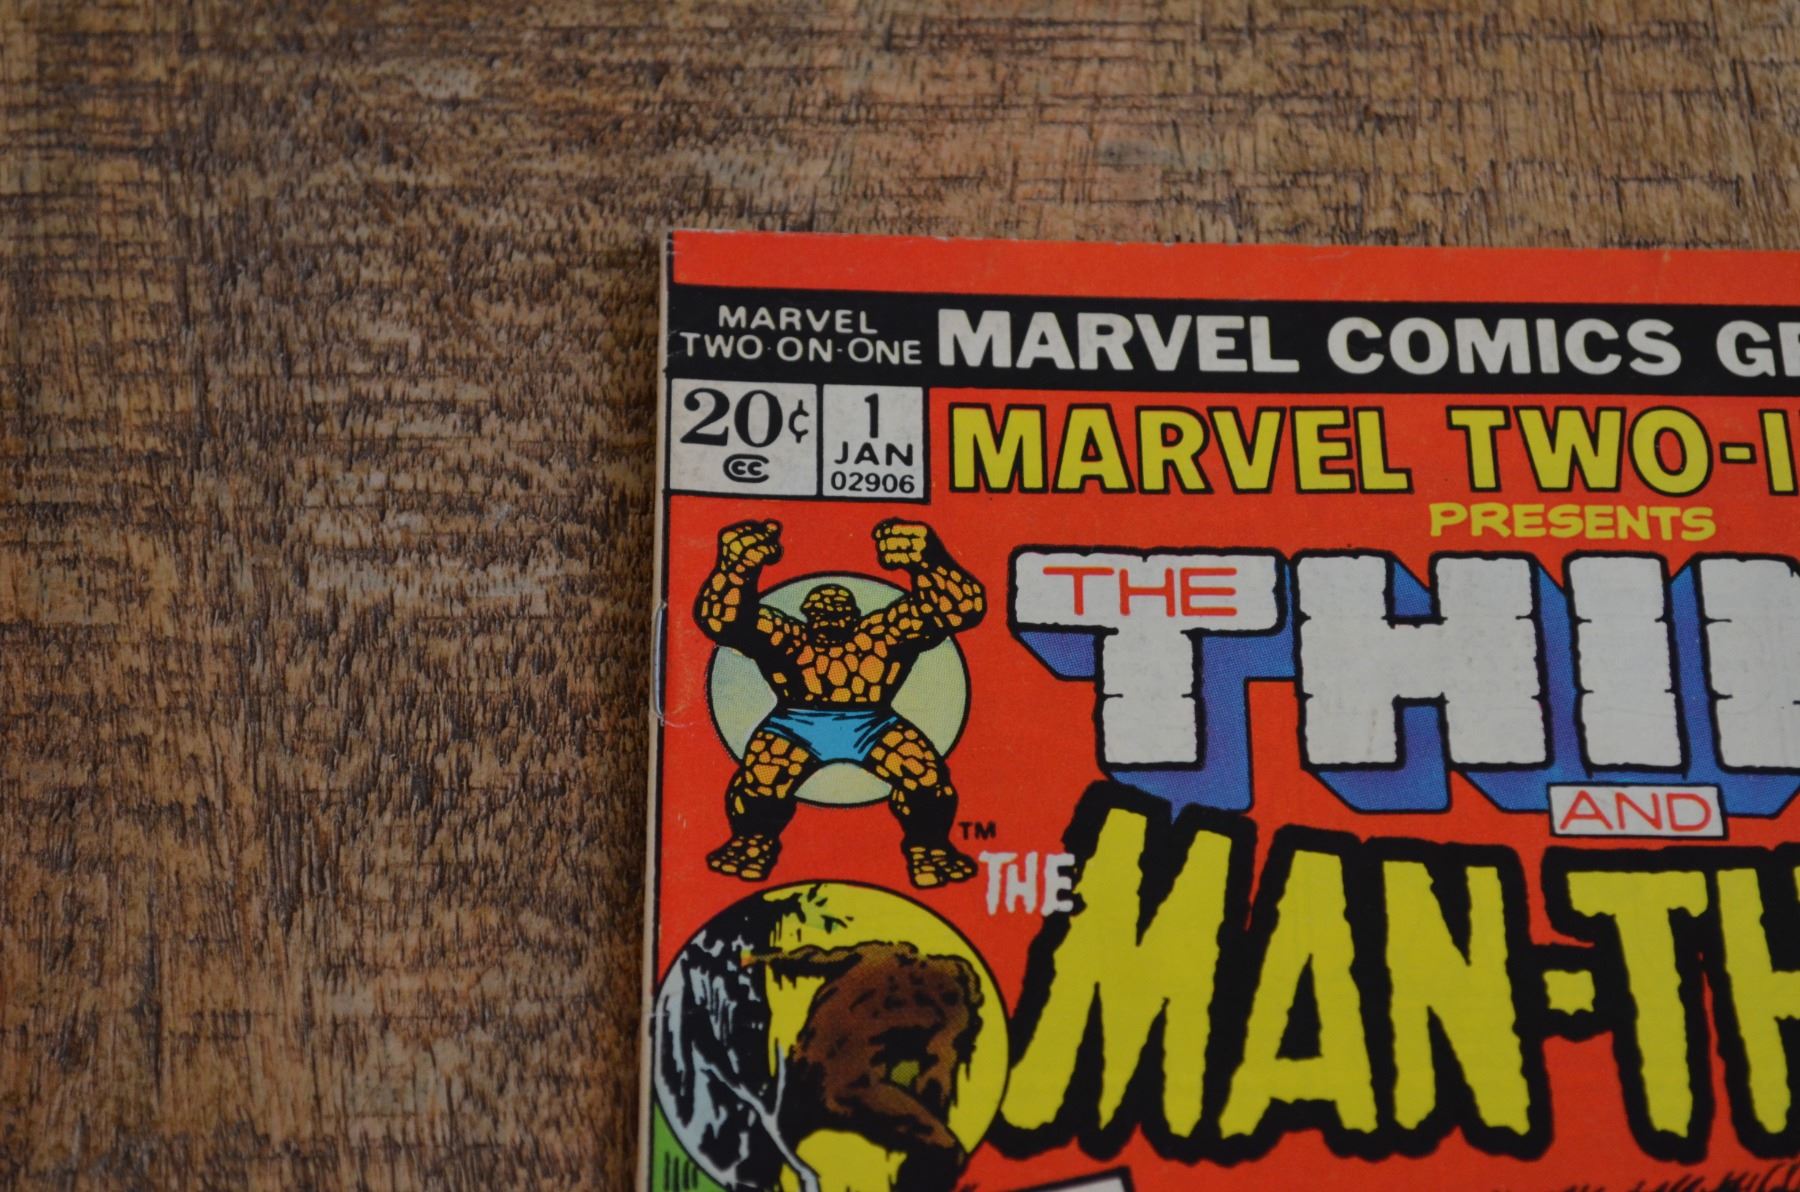 MARVEL
TWO-ON-ONE
MARVEL COMICS G
20¢
CC
1
JAN
02906
MARVEL TWO-I
PRESENTS
THE
THI
AND
TM
THE
MAN-TH